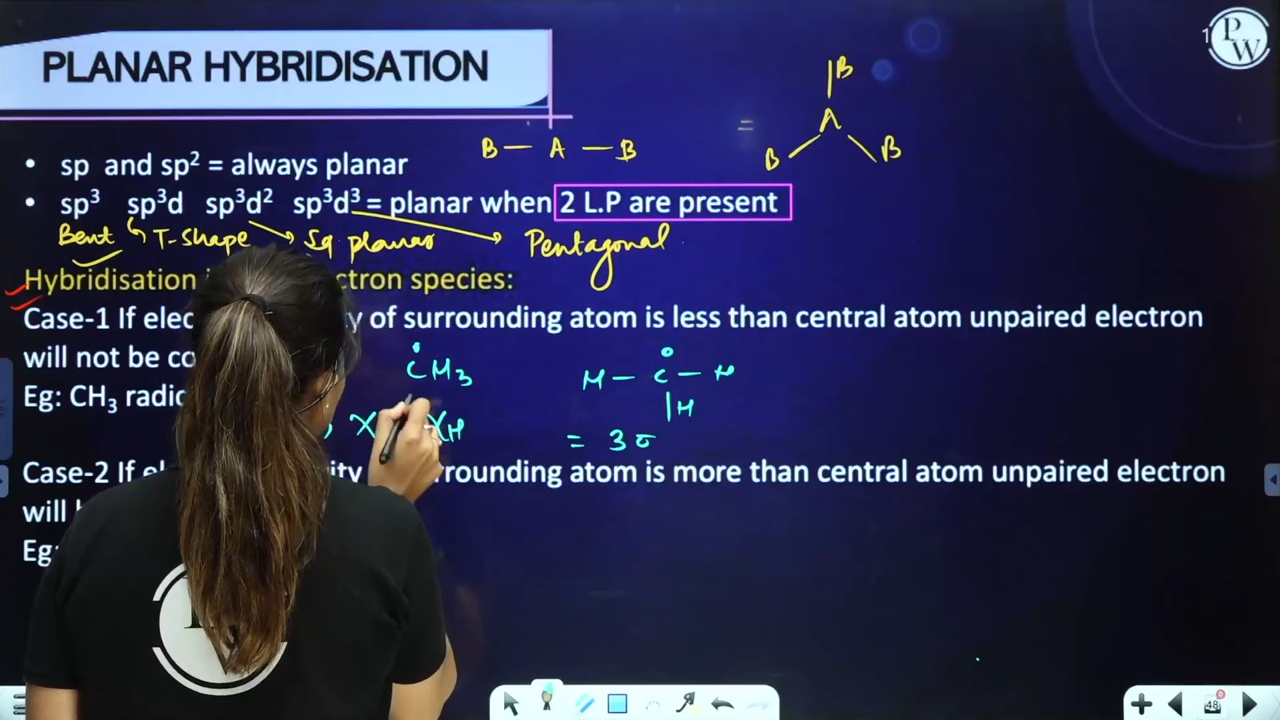 PLANAR HYBRIDISATION
PW
B — A — B
=
B
A
B B
• sp and sp² = always planar
• sp³ sp³d sp³d² sp³d³ = planar when 2 L.P are present
Bent T-shape Sq planar Pentagonal
Hybridisation ctron species:
Case-1 If elec y of surrounding atom is less than central atom unpaired electron
will not be co
Eg: CH₃ radic
ĊH₃
H — Ċ — H
H
= 3σ
Case-2 If el ity rrounding atom is more than central atom unpaired electron
will
Eg:
48